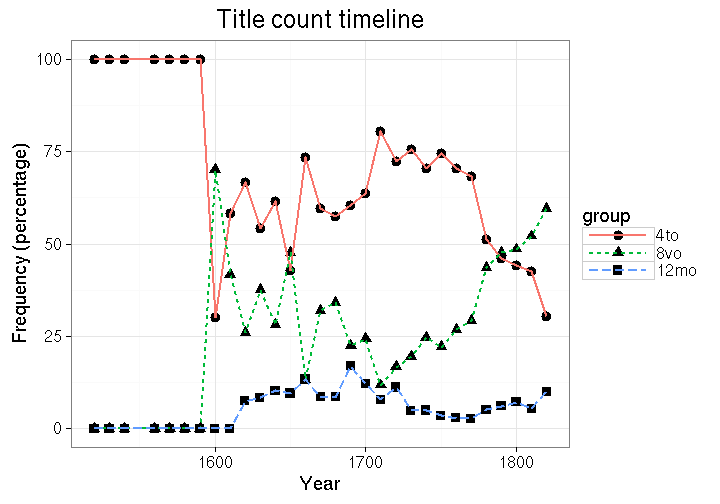 Title count timeline
100
75
50
25
0
Frequency (percentage)
1600
1700
1800
Year
group
4to
8vo
12mo